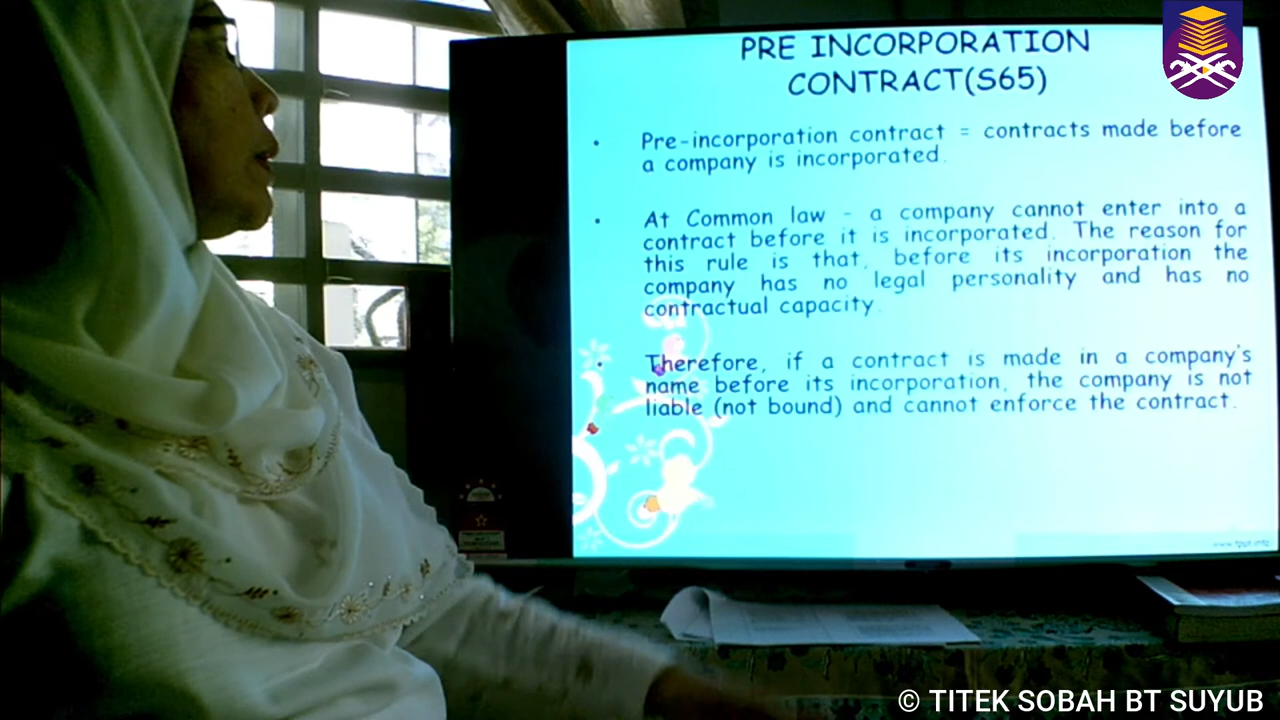 PRE INCORPORATION
CONTRACT(S65)
• Pre-incorporation contract = contracts made before
a company is incorporated.
• At Common law - a company cannot enter into a
contract before it is incorporated. The reason for
this rule is that, before its incorporation the
company has no legal personality and has no
contractual capacity.
• Therefore, if a contract is made in a company's
name before its incorporation, the company is not
liable (not bound) and cannot enforce the contract.
© TITEK SOBAH BT SUYUB